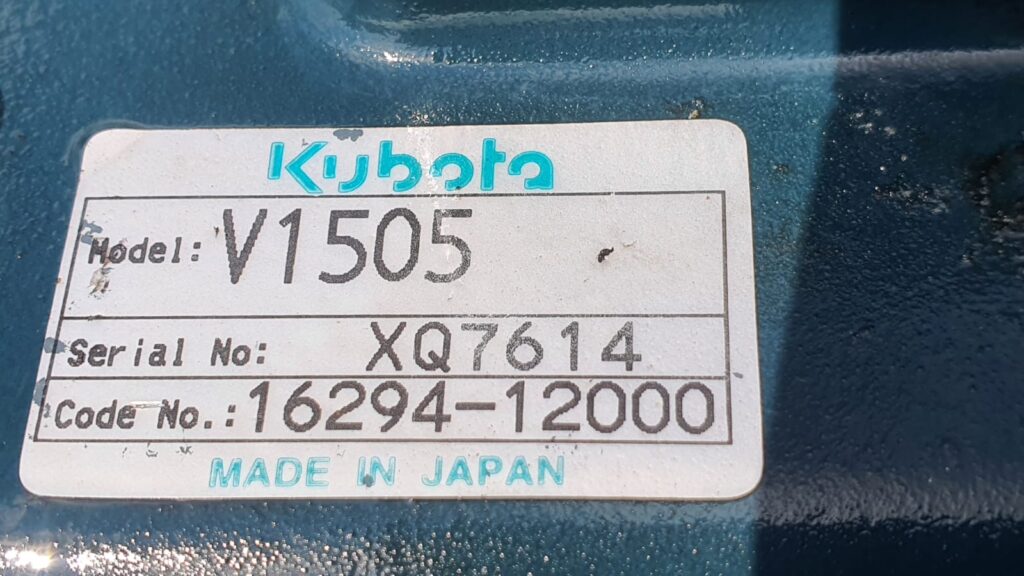 Kubota
Model: V1505
Serial No: XQ7614
Code No.: 16294-12000
MADE IN JAPAN